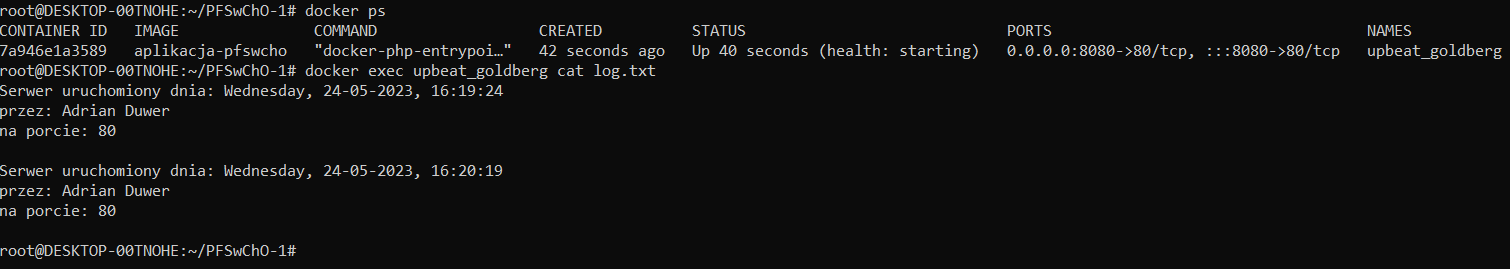 root@DESKTOP-00TNOHE:~/PFSwChO-1# docker ps
CONTAINER ID   IMAGE               COMMAND                  CREATED          STATUS                             PORTS                                   NAMES
7a946e1a3589   aplikacja-pfswcho   "docker-php-entrypoi…"   42 seconds ago   Up 40 seconds (health: starting)   0.0.0.0:8080->80/tcp, :::8080->80/tcp   upbeat_goldberg
root@DESKTOP-00TNOHE:~/PFSwChO-1# docker exec upbeat_goldberg cat log.txt
Serwer uruchomiony dnia: Wednesday, 24-05-2023, 16:19:24
przez: Adrian Duwer
na porcie: 80
Serwer uruchomiony dnia: Wednesday, 24-05-2023, 16:20:19
przez: Adrian Duwer
na porcie: 80
root@DESKTOP-00TNOHE:~/PFSwChO-1#